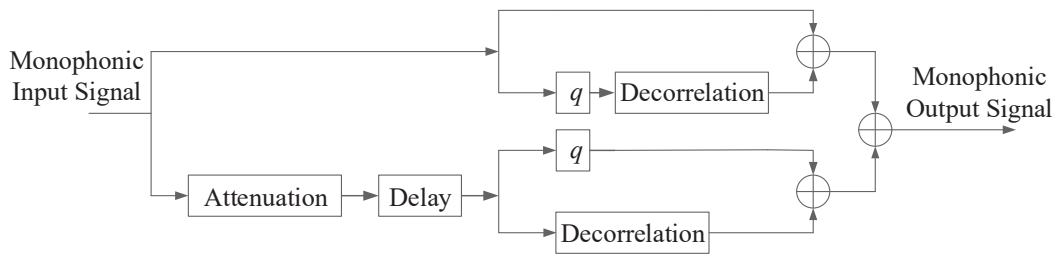 Monophonic
Input Signal
q
Decorrelation
Monophonic
Output Signal
q
Attenuation
Delay
Decorrelation